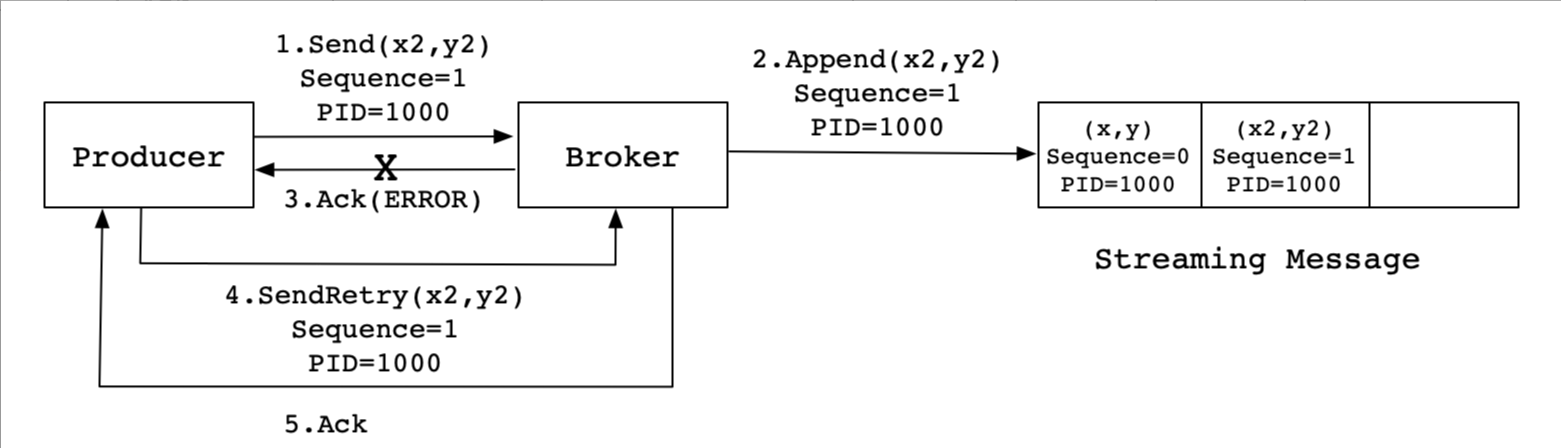 1.Send(x2,y2)
Sequence=1
PID=1000
2.Append(x2,y2)
Sequence=1
PID=1000
Producer
X
Broker
3.Ack(ERROR)
(x,y)
Sequence=0
PID=1000
(x2,y2)
Sequence=1
PID=1000
Streaming Message
4.SendRetry(x2,y2)
Sequence=1
PID=1000
5.Ack